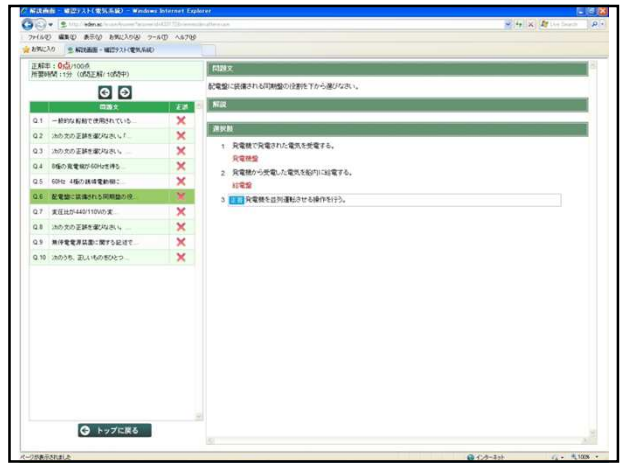 解説画面 - 確認テスト(電気系統) - Windows Internet Explorer
Live Search
ファイル(F) 編集(E) 表示(V) お気に入り(A) ツール(T) ヘルプ(H)
お気に入り 解説画面 - 確認テスト(電気系統)
正解率:0点/100点
所要時間:1分 (0問正解/10問中)
問題文 正誤
Q.1 一般的な船舶で使用されている...
Q.2 次の文の正誤を選びなさい。「...
Q.3 次の文の正誤を選びなさい。...
Q.4 8極の発電機が60Hzを得る...
Q.5 60Hz 4極の誘導電動機に...
Q.6 配電盤に装備される同期盤の役...
Q.7 変圧比が440/110Vの変...
Q.8 次の文の正誤を選びなさい。...
Q.9 無停電電源装置に関する記述で...
Q.10 次のうち、正しいものをひとつ...
トップに戻る
問題文
配電盤に装備される同期盤の役割を下から選びなさい。
解説
選択肢
1 発電機で発電された電気を受電する。
発電機盤
2 発電機から受電した電気を船内に給電する。
給電盤
3 正解 発電機を並列運転させる操作を行う。
ページが表示されました
インターネット
100%